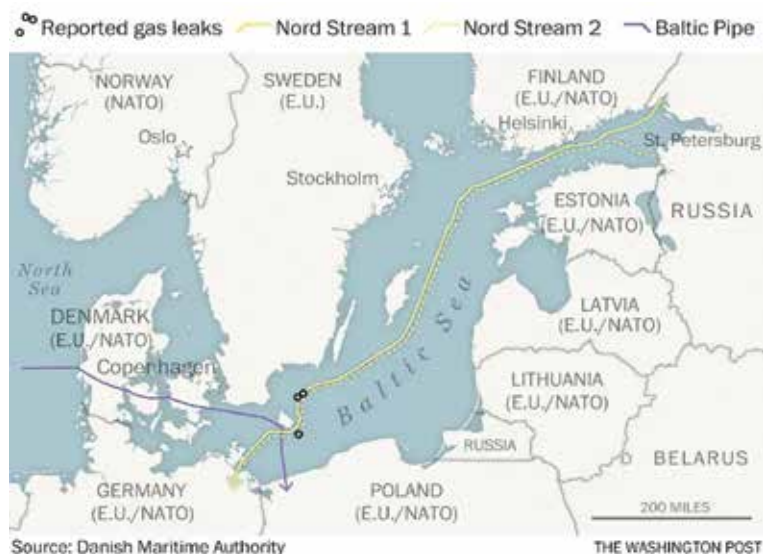 Reported gas leaks Nord Stream 1 Nord Stream 2 Baltic Pipe
NORWAY
(NATO)
SWEDEN
(E.U.)
FINLAND
(E.U./NATO)
Oslo
Helsinki
St. Petersburg
Stockholm
ESTONIA
(E.U./NATO)
RUSSIA
North
Sea
Baltic Sea
LATVIA
(E.U./NATO)
DENMARK
(E.U./NATO)
Copenhagen
LITHUANIA
(E.U./NATO)
RUSSIA
BELARUS
GERMANY
(E.U./NATO)
POLAND
(E.U./NATO)
200 MILES
Source: Danish Maritime Authority THE WASHINGTON POST